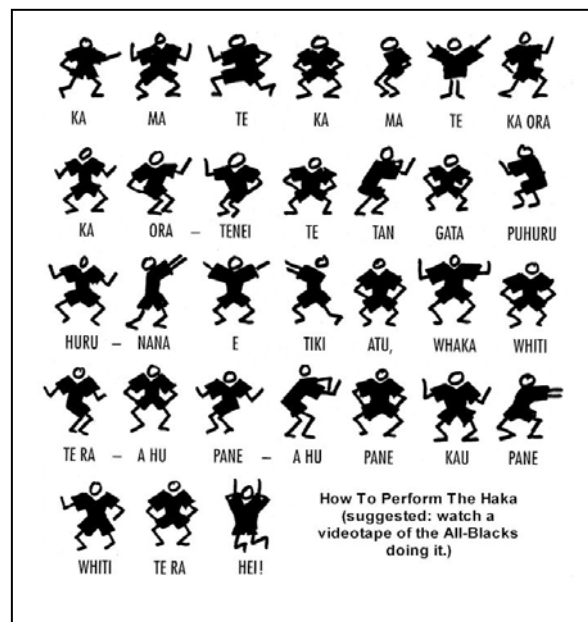 KA MA TE KA MA TE KA ORA
KA ORA – TENEI TE TAN GATA PUHURU
HURU – NANA E TIKI ATU, WHAKA WHITI
TE RA – A HU PANE – A HU PANE KAU PANE
WHITI TE RA HEI!
How To Perform The Haka
(suggested: watch a
videotape of the All-Blacks
doing it.)